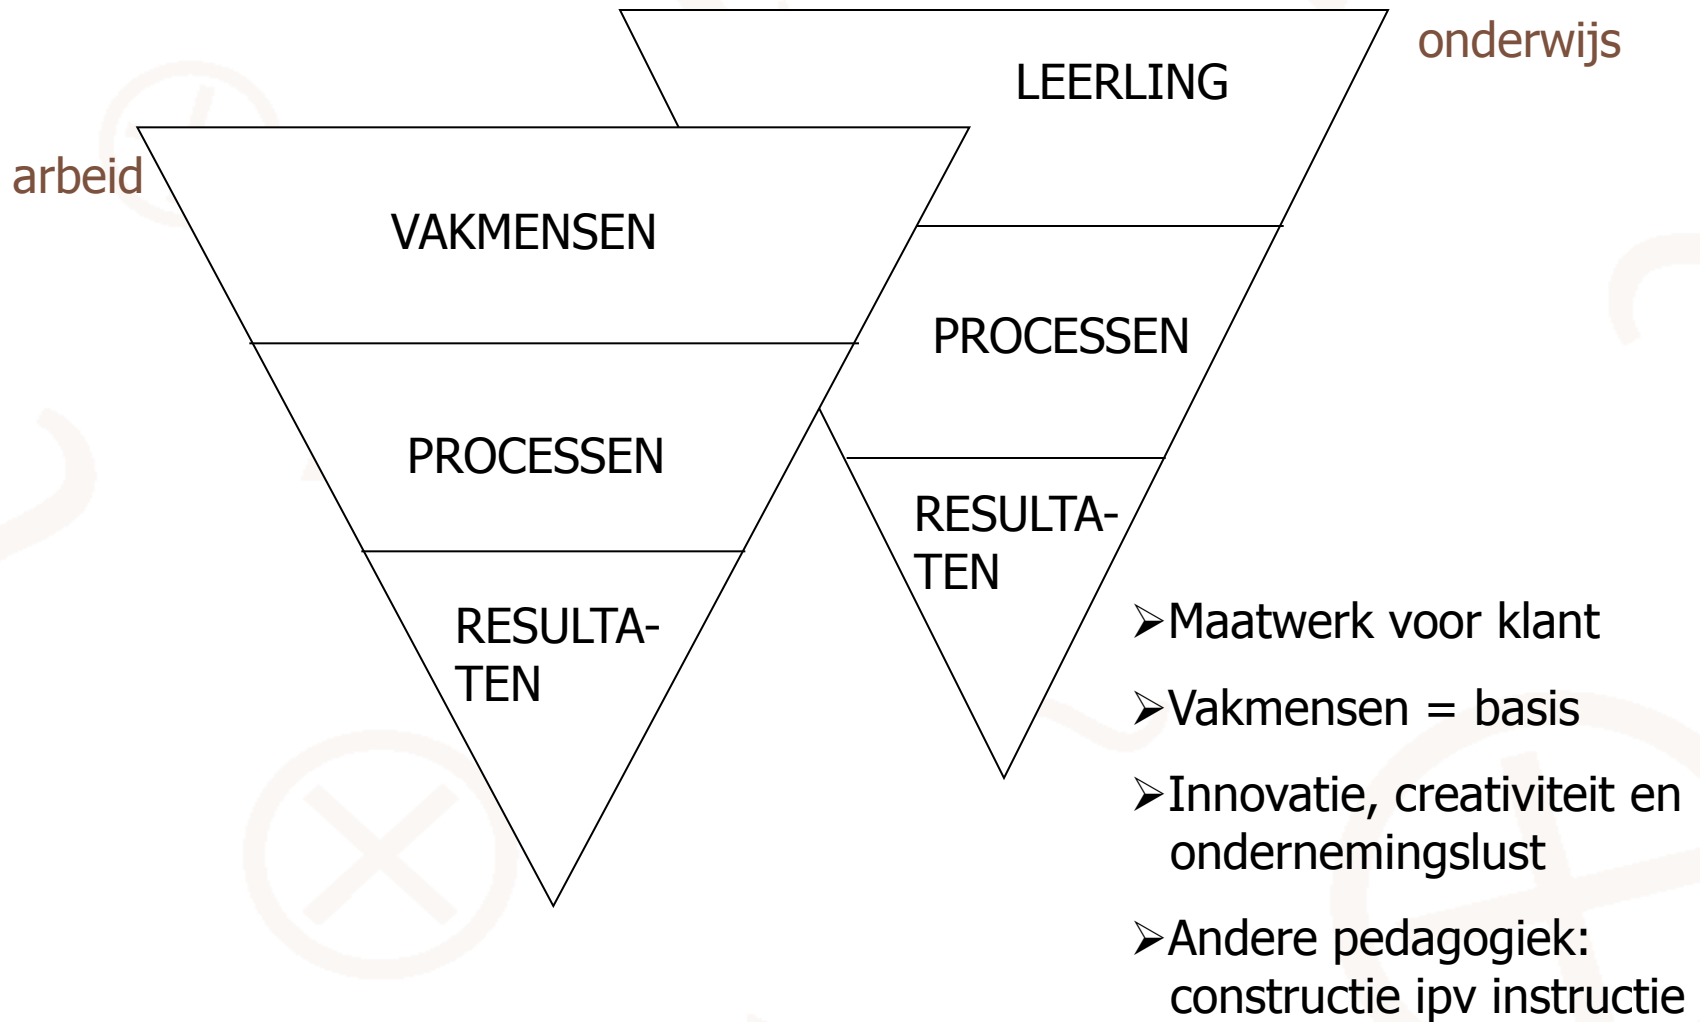 onderwijs
LEERLING
arbeid
VAKMENSEN
PROCESSEN
PROCESSEN
RESULTA-
TEN
RESULTA-
TEN
➢Maatwerk voor klant
➢Vakmensen = basis
➢Innovatie, creativiteit en
ondernemingslust
➢Andere pedagogiek:
constructie ipv instructie